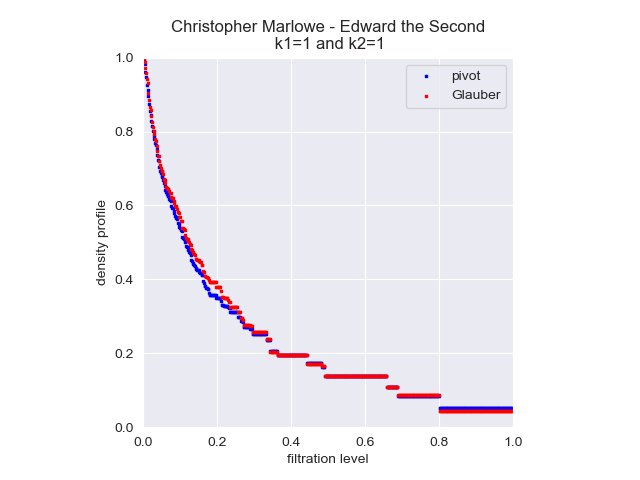 Christopher Marlowe - Edward the Second
k1=1 and k2=1
pivot
Glauber
density profile
1.0
0.8
0.6
0.4
0.2
0.0
0.0 0.2 0.4 0.6 0.8 1.0
filtration level